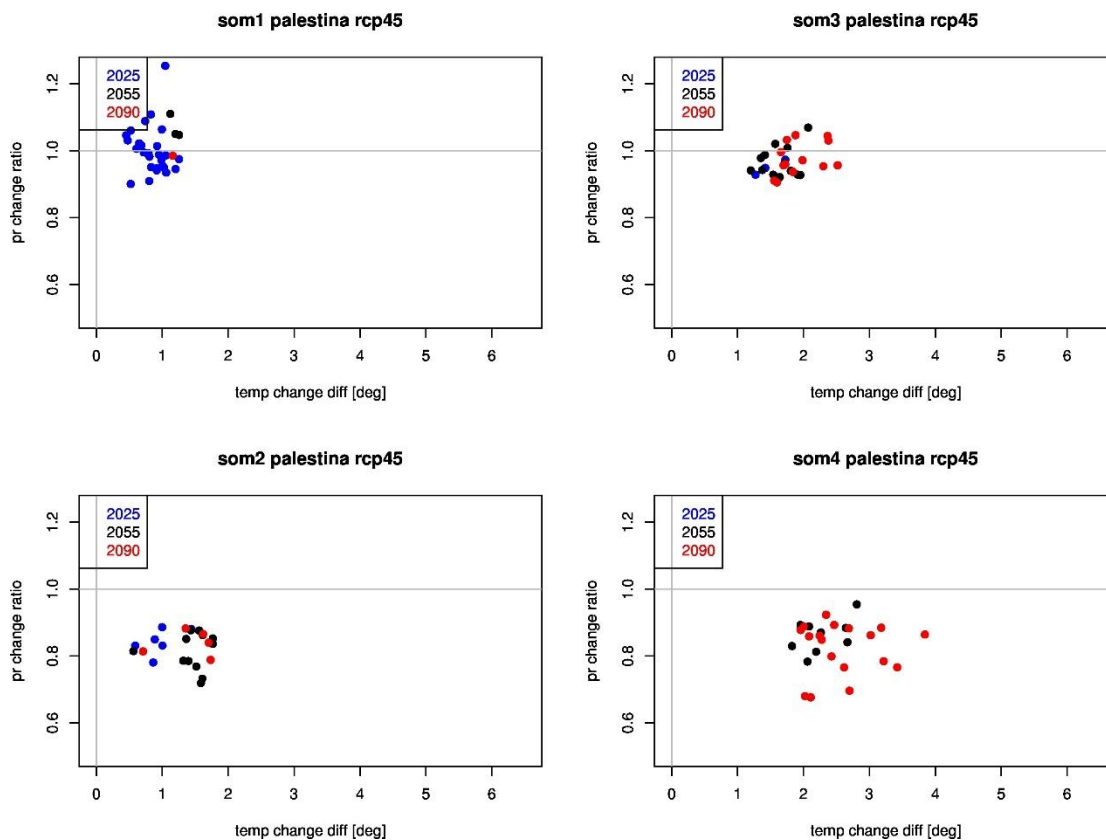 som1 palestina rcp45
2025
2055
2090
pr change ratio
1.2
1.0
0.8
0.6
0 1 2 3 4 5 6
temp change diff [deg]
som3 palestina rcp45
2025
2055
2090
pr change ratio
1.2
1.0
0.8
0.6
0 1 2 3 4 5 6
temp change diff [deg]
som2 palestina rcp45
2025
2055
2090
pr change ratio
1.2
1.0
0.8
0.6
0 1 2 3 4 5 6
temp change diff [deg]
som4 palestina rcp45
2025
2055
2090
pr change ratio
1.2
1.0
0.8
0.6
0 1 2 3 4 5 6
temp change diff [deg]